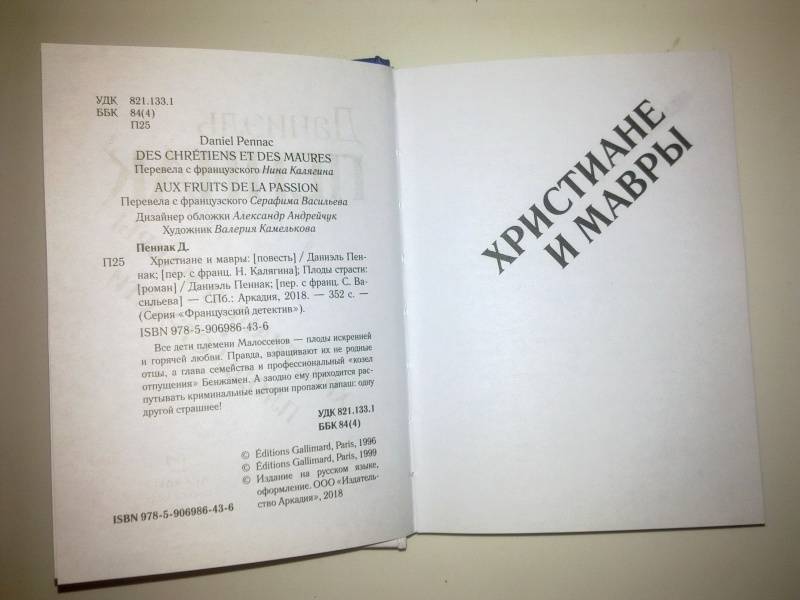 УДК 821.133.1
ББК 84(4)
П25
Daniel Pennac
DES CHRÉTIENS ET DES MAURES
Перевела с французского Нина Калягина
AUX FRUITS DE LA PASSION
Перевела с французского Серафима Васильева
Дизайнер обложки Александр Андрейчук
Художник Валерия Камелькова
Пеннак Д.
П25 Христиане и мавры: [повесть] / Даниэль Пен-
нак; [пер. с франц. Н. Калягина]; Плоды страсти:
[роман] / Даниэль Пеннак; [пер. с франц. С. Ва-
сильева] — СПб.: Аркадия, 2018. — 352 с. —
(Серия «Французский детектив»).
ISBN 978-5-906986-43-6
Все дети племени Малоссенов — плоды искренней
и горячей любви. Правда, взращивают их не родные
отцы, а глава семейства и профессиональный «козел
отпущения» Бенжамен. А заодно ему приходится рас-
путывать криминальные истории пропажи папаш: одну
другой страшнее!
УДК 821.133.1
ББК 84(4)
© Éditions Gallimard, Paris, 1996
© Éditions Gallimard, Paris, 1999
© Издание на русском языке,
оформление. ООО «Издатель-
ство Аркадия», 2018
ISBN 978-5-906986-43-6
ХРИСТИАНЕ
И МАВРЫ